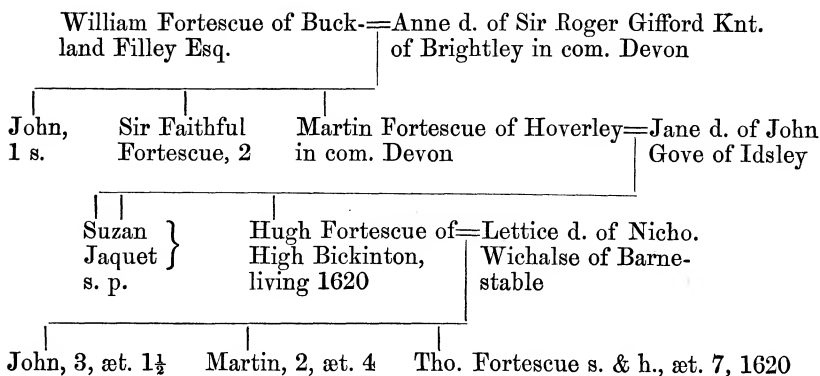 William Fortescue of Buck-=Anne d. of Sir Roger Gifford Knt.
land Filley Esq. of Brightley in com. Devon
John, Sir Faithful Martin Fortescue of Hoverley=Jane d. of John
1 s. Fortescue, 2 in com. Devon Gove of Idsley
Suzan Hugh Fortescue of=Lettice d. of Nicho.
Jaquet } High Bickinton, Wichalse of Barne-
s. p. living 1620 stable
John, 3, æt. 1½ Martin, 2, æt. 4 Tho. Fortescue s. & h., æt. 7, 1620